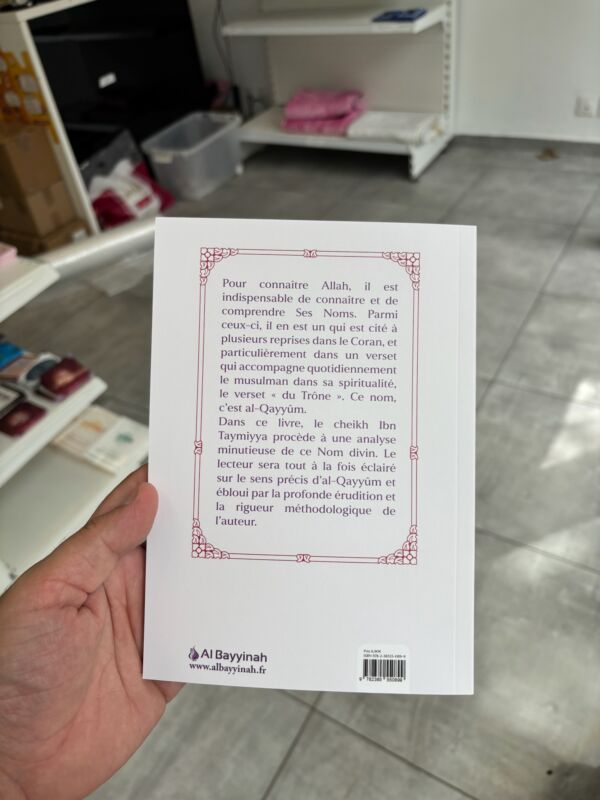 Pour connaître Allah, il est
indispensable de connaître et de
comprendre Ses Noms. Parmi
ceux-ci, il en est un qui est cité à
plusieurs reprises dans le Coran, et
particulièrement dans un verset
qui accompagne quotidiennement
le musulman dans sa spiritualité,
le verset « du Trône ». Ce nom,
c'est al-Qayyûm.
Dans ce livre, le cheikh Ibn
Taymiyya procède à une analyse
minutieuse de ce Nom divin. Le
lecteur sera tout à la fois éclairé
sur le sens précis d'al-Qayyûm et
ébloui par la profonde érudition et
la rigueur méthodologique de
l'auteur.
Al Bayyinah
www.albayyinah.fr